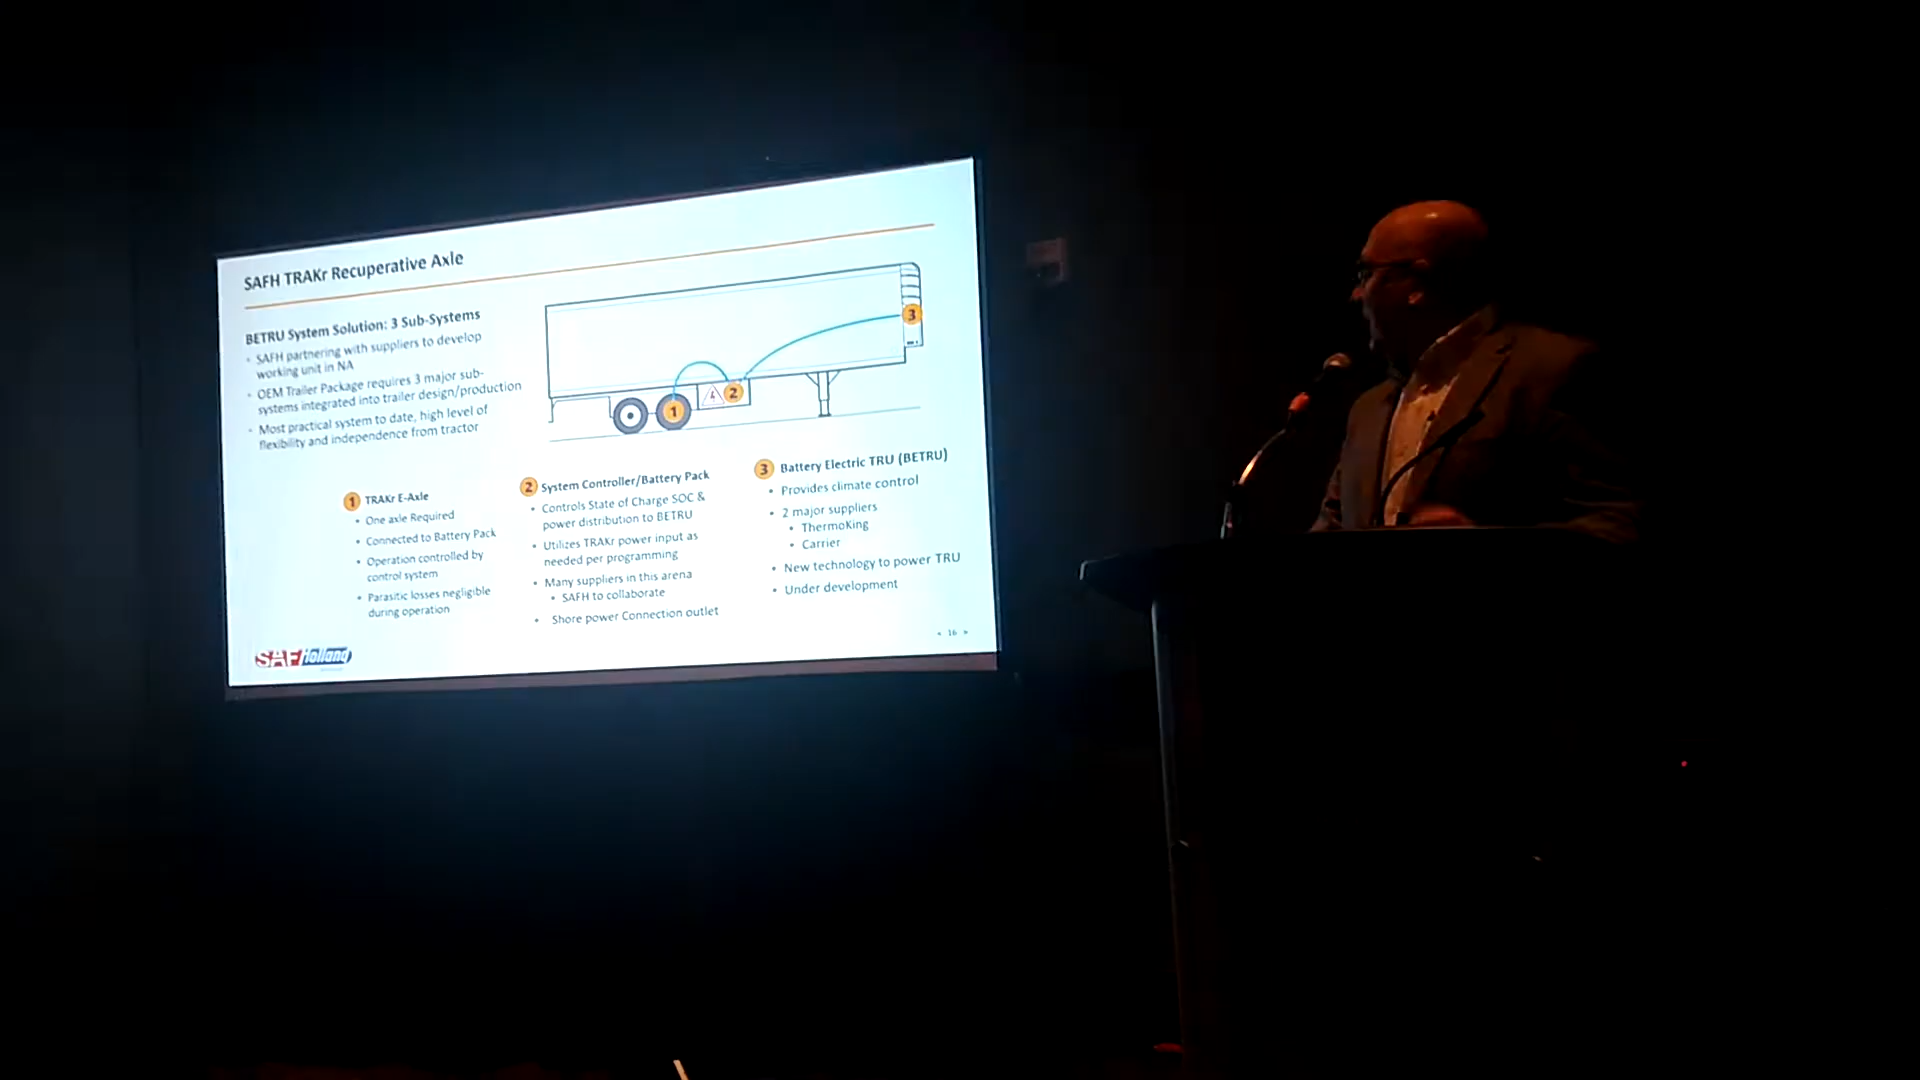 SAFH TRAKr Recuperative Axle
BETRU System Solution: 3 Sub-Systems
• SAFH partnering with suppliers to develop
working unit in NA
• OEM Trailer Package requires 3 major sub-
systems integrated into trailer design/production
• Most practical system to date, high level of
flexibility and independence from tractor
3
1
2
1 TRAKr E-Axle
• One axle Required
• Connected to Battery Pack
• Operation controlled by
control system
• Parasitic losses negligible
during operation
2 System Controller/Battery Pack
• Controls State of Charge SOC &
power distribution to BETRU
• Utilizes TRAKr power input as
needed per programming
• Many suppliers in this arena
• SAFH to collaborate
• Shore power Connection outlet
3 Battery Electric TRU (BETRU)
• Provides climate control
• 2 major suppliers
• ThermoKing
• Carrier
• New technology to power TRU
• Under development
SAF Holland
< 16 >